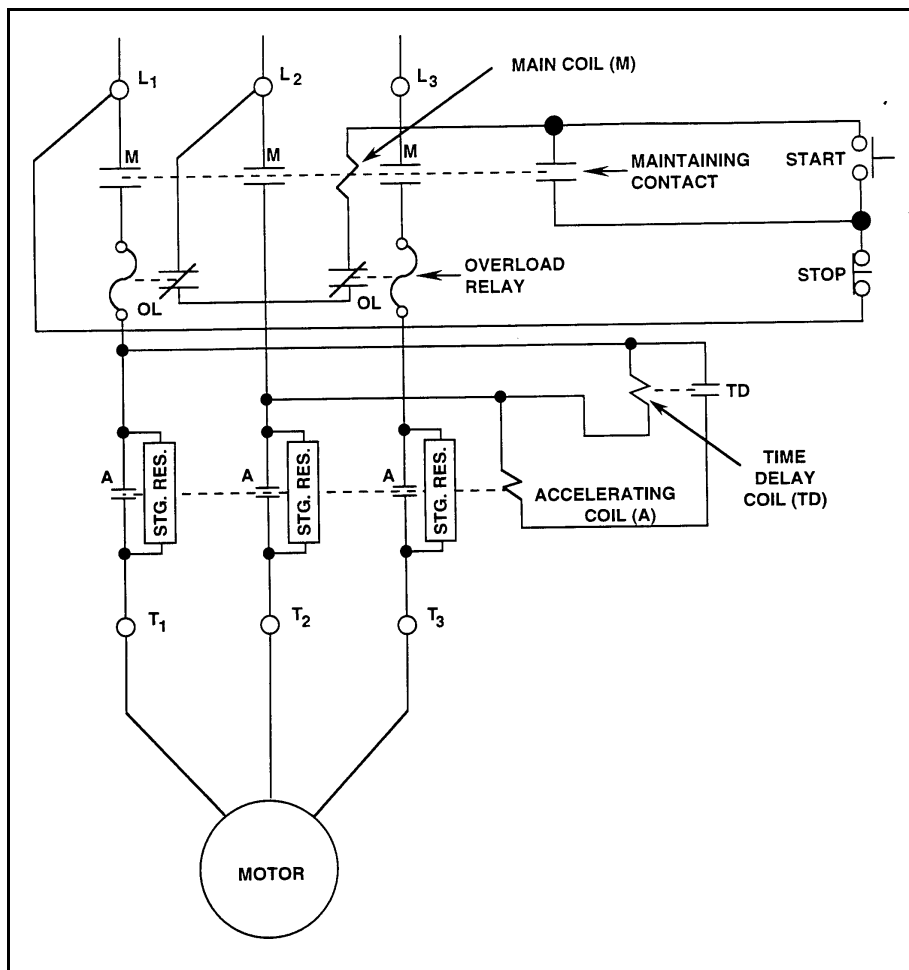 L1
L2
L3
MAIN COIL (M)
M
M
M
MAINTAINING
CONTACT
START
OL
OL
OVERLOAD
RELAY
STOP
TD
TIME
DELAY
COIL (TD)
A
STG. RES.
A
STG. RES.
A
STG. RES.
ACCELERATING
COIL (A)
T1
T2
T3
MOTOR